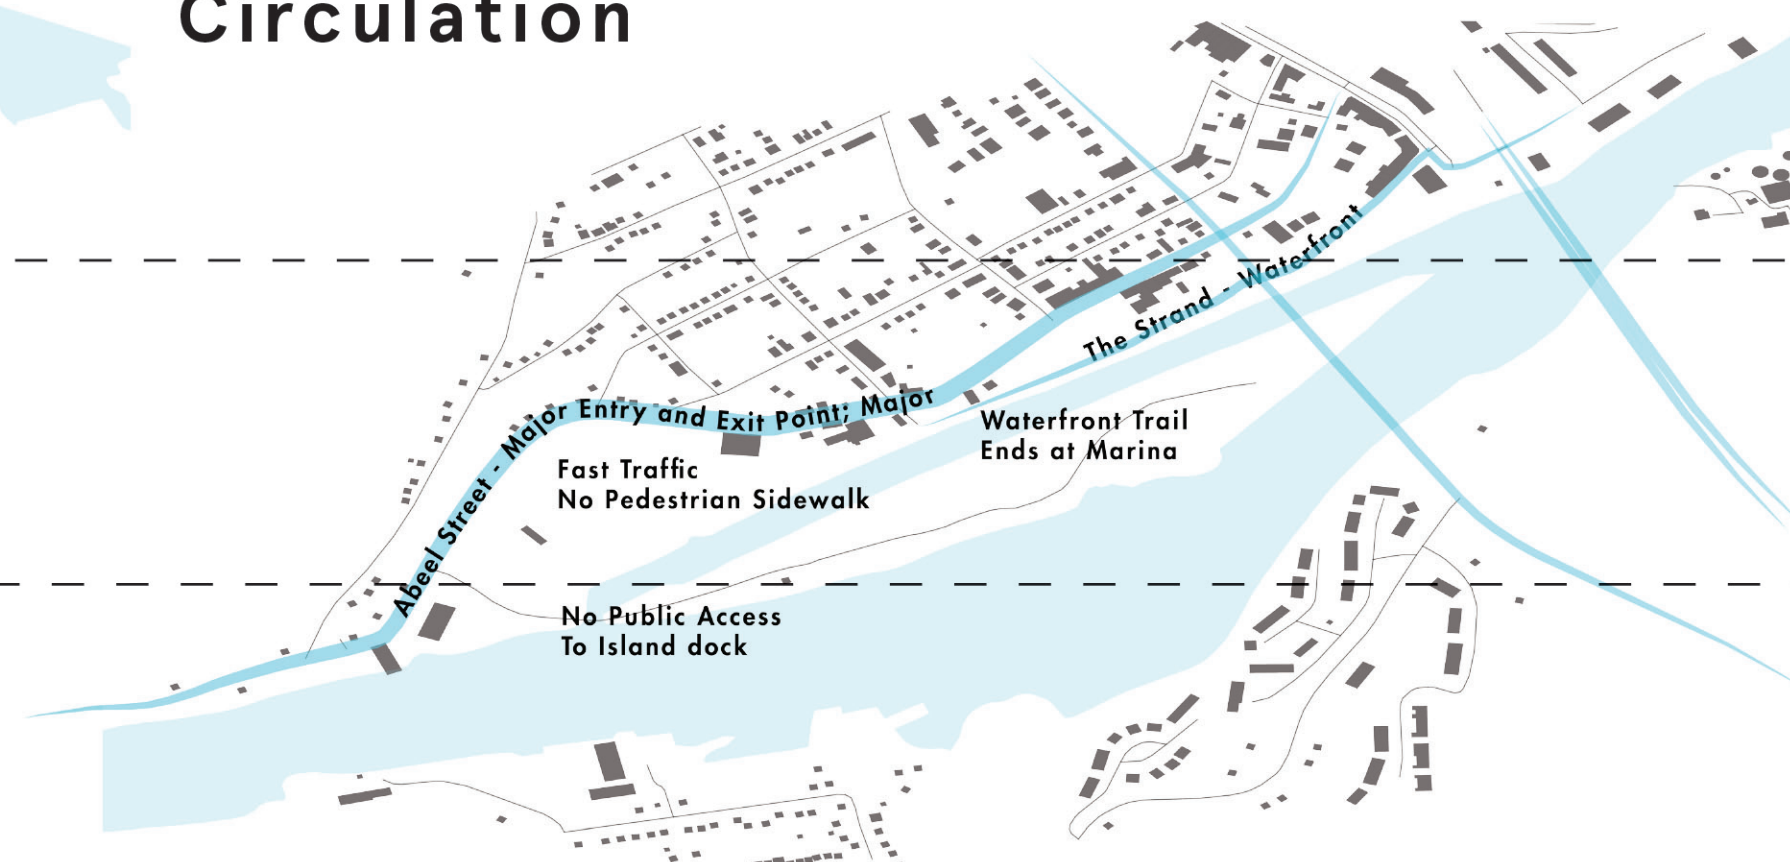 Circulation
The Strand - Waterfront
Abeel Street - Major Entry and Exit Point; Major
Waterfront Trail
Ends at Marina
Fast Traffic
No Pedestrian Sidewalk
No Public Access
To Island dock